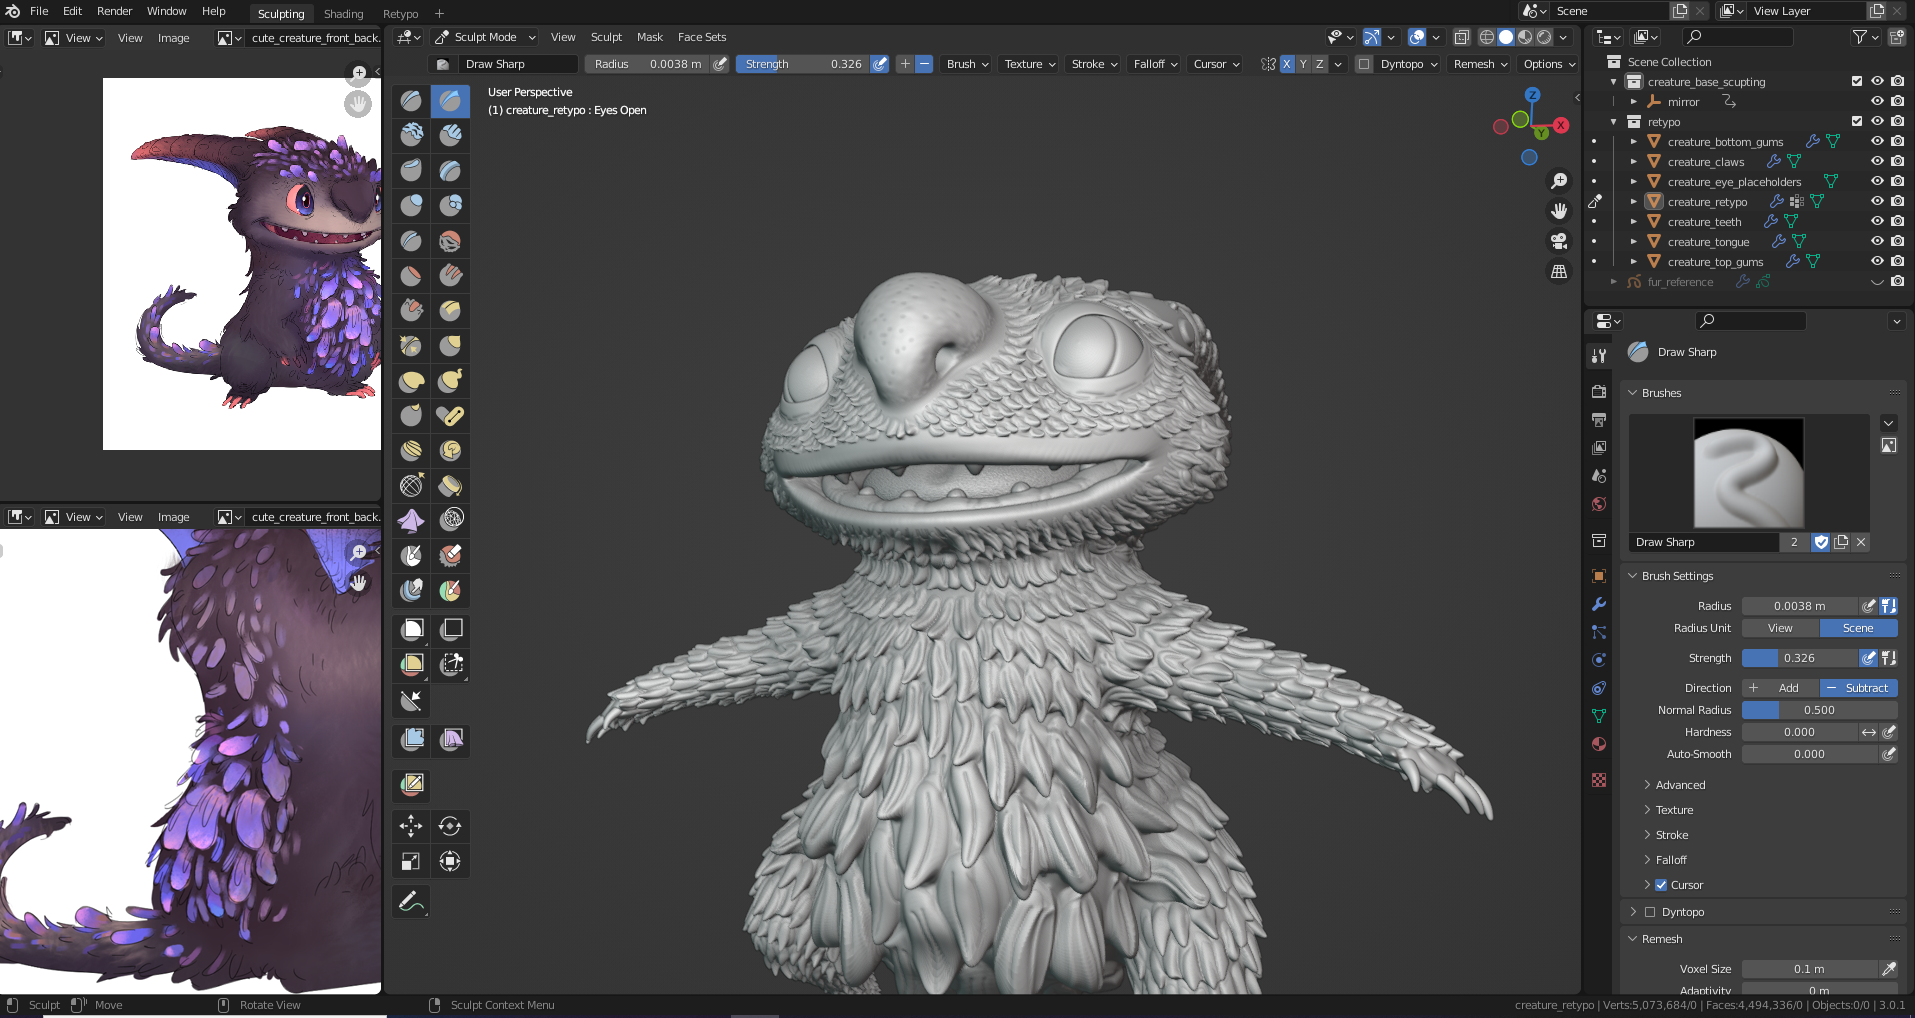 File Edit Render Window Help Sculpting Shading Retypo + Scene View Layer
View View Image cute_creature_front_back.
Sculpt Mode View Sculpt Mask Face Sets
Draw Sharp Radius 0.0038 m Strength 0.326 + − Brush Texture Stroke Falloff Cursor X Y Z Dyntopo Remesh Options
User Perspective
(1) creature_retypo : Eyes Open
Z
X
Y
View View Image cute_creature_front_back.
Scene Collection
creature_base_scupting
mirror
retypo
creature_bottom_gums
creature_claws
creature_eye_placeholders
creature_retypo
creature_teeth
creature_tongue
creature_top_gums
fur_reference
Draw Sharp
Brushes
Draw Sharp 2
Brush Settings
Radius 0.0038 m
Radius Unit View Scene
Strength 0.326
Direction + Add − Subtract
Normal Radius 0.500
Hardness 0.000
Auto-Smooth 0.000
Advanced
Texture
Stroke
Falloff
Cursor
Dyntopo
Remesh
Voxel Size 0.1 m
Adaptivity 0 m
Sculpt Move Rotate View Sculpt Context Menu creature_retypo | Verts:5,073,684/0 | Faces:4,494,336/0 | Objects:0/0 | 3.0.1